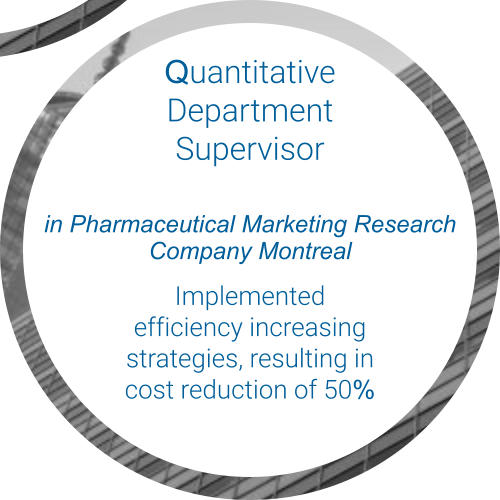 Quantitative
Department
Supervisor
in Pharmaceutical Marketing Research
Company Montreal
Implemented
efficiency increasing
strategies, resulting in
cost reduction of 50%